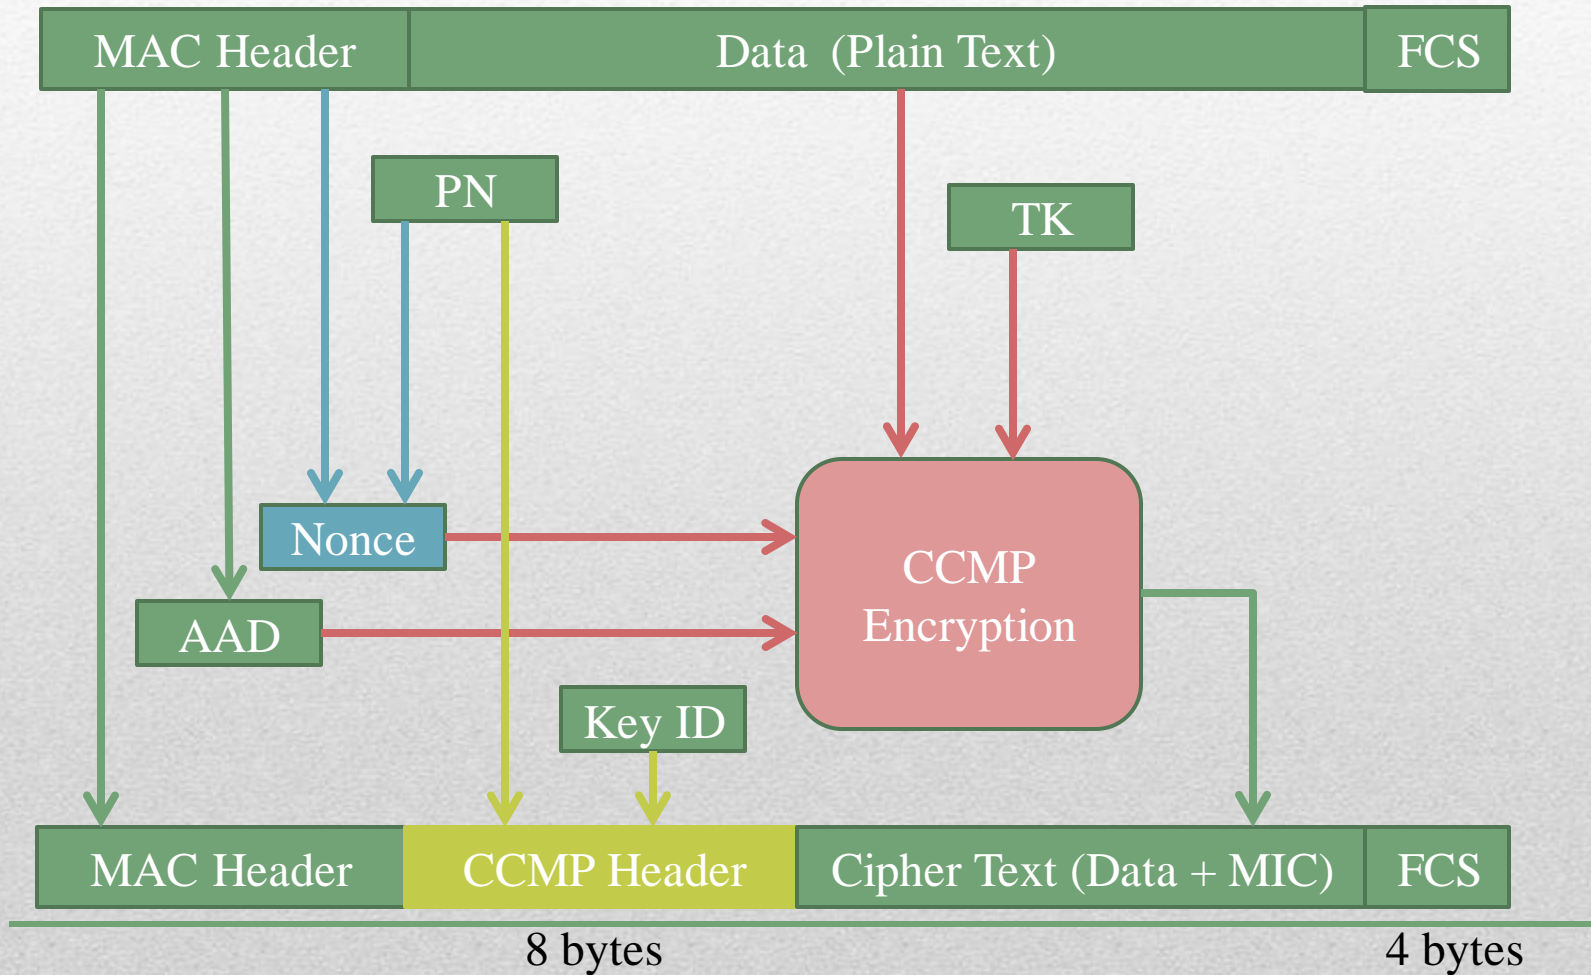 MAC Header
Data (Plain Text)
FCS
PN
TK
Nonce
CCMP
Encryption
AAD
Key ID
MAC Header
CCMP Header
Cipher Text (Data + MIC)
FCS
8 bytes
4 bytes